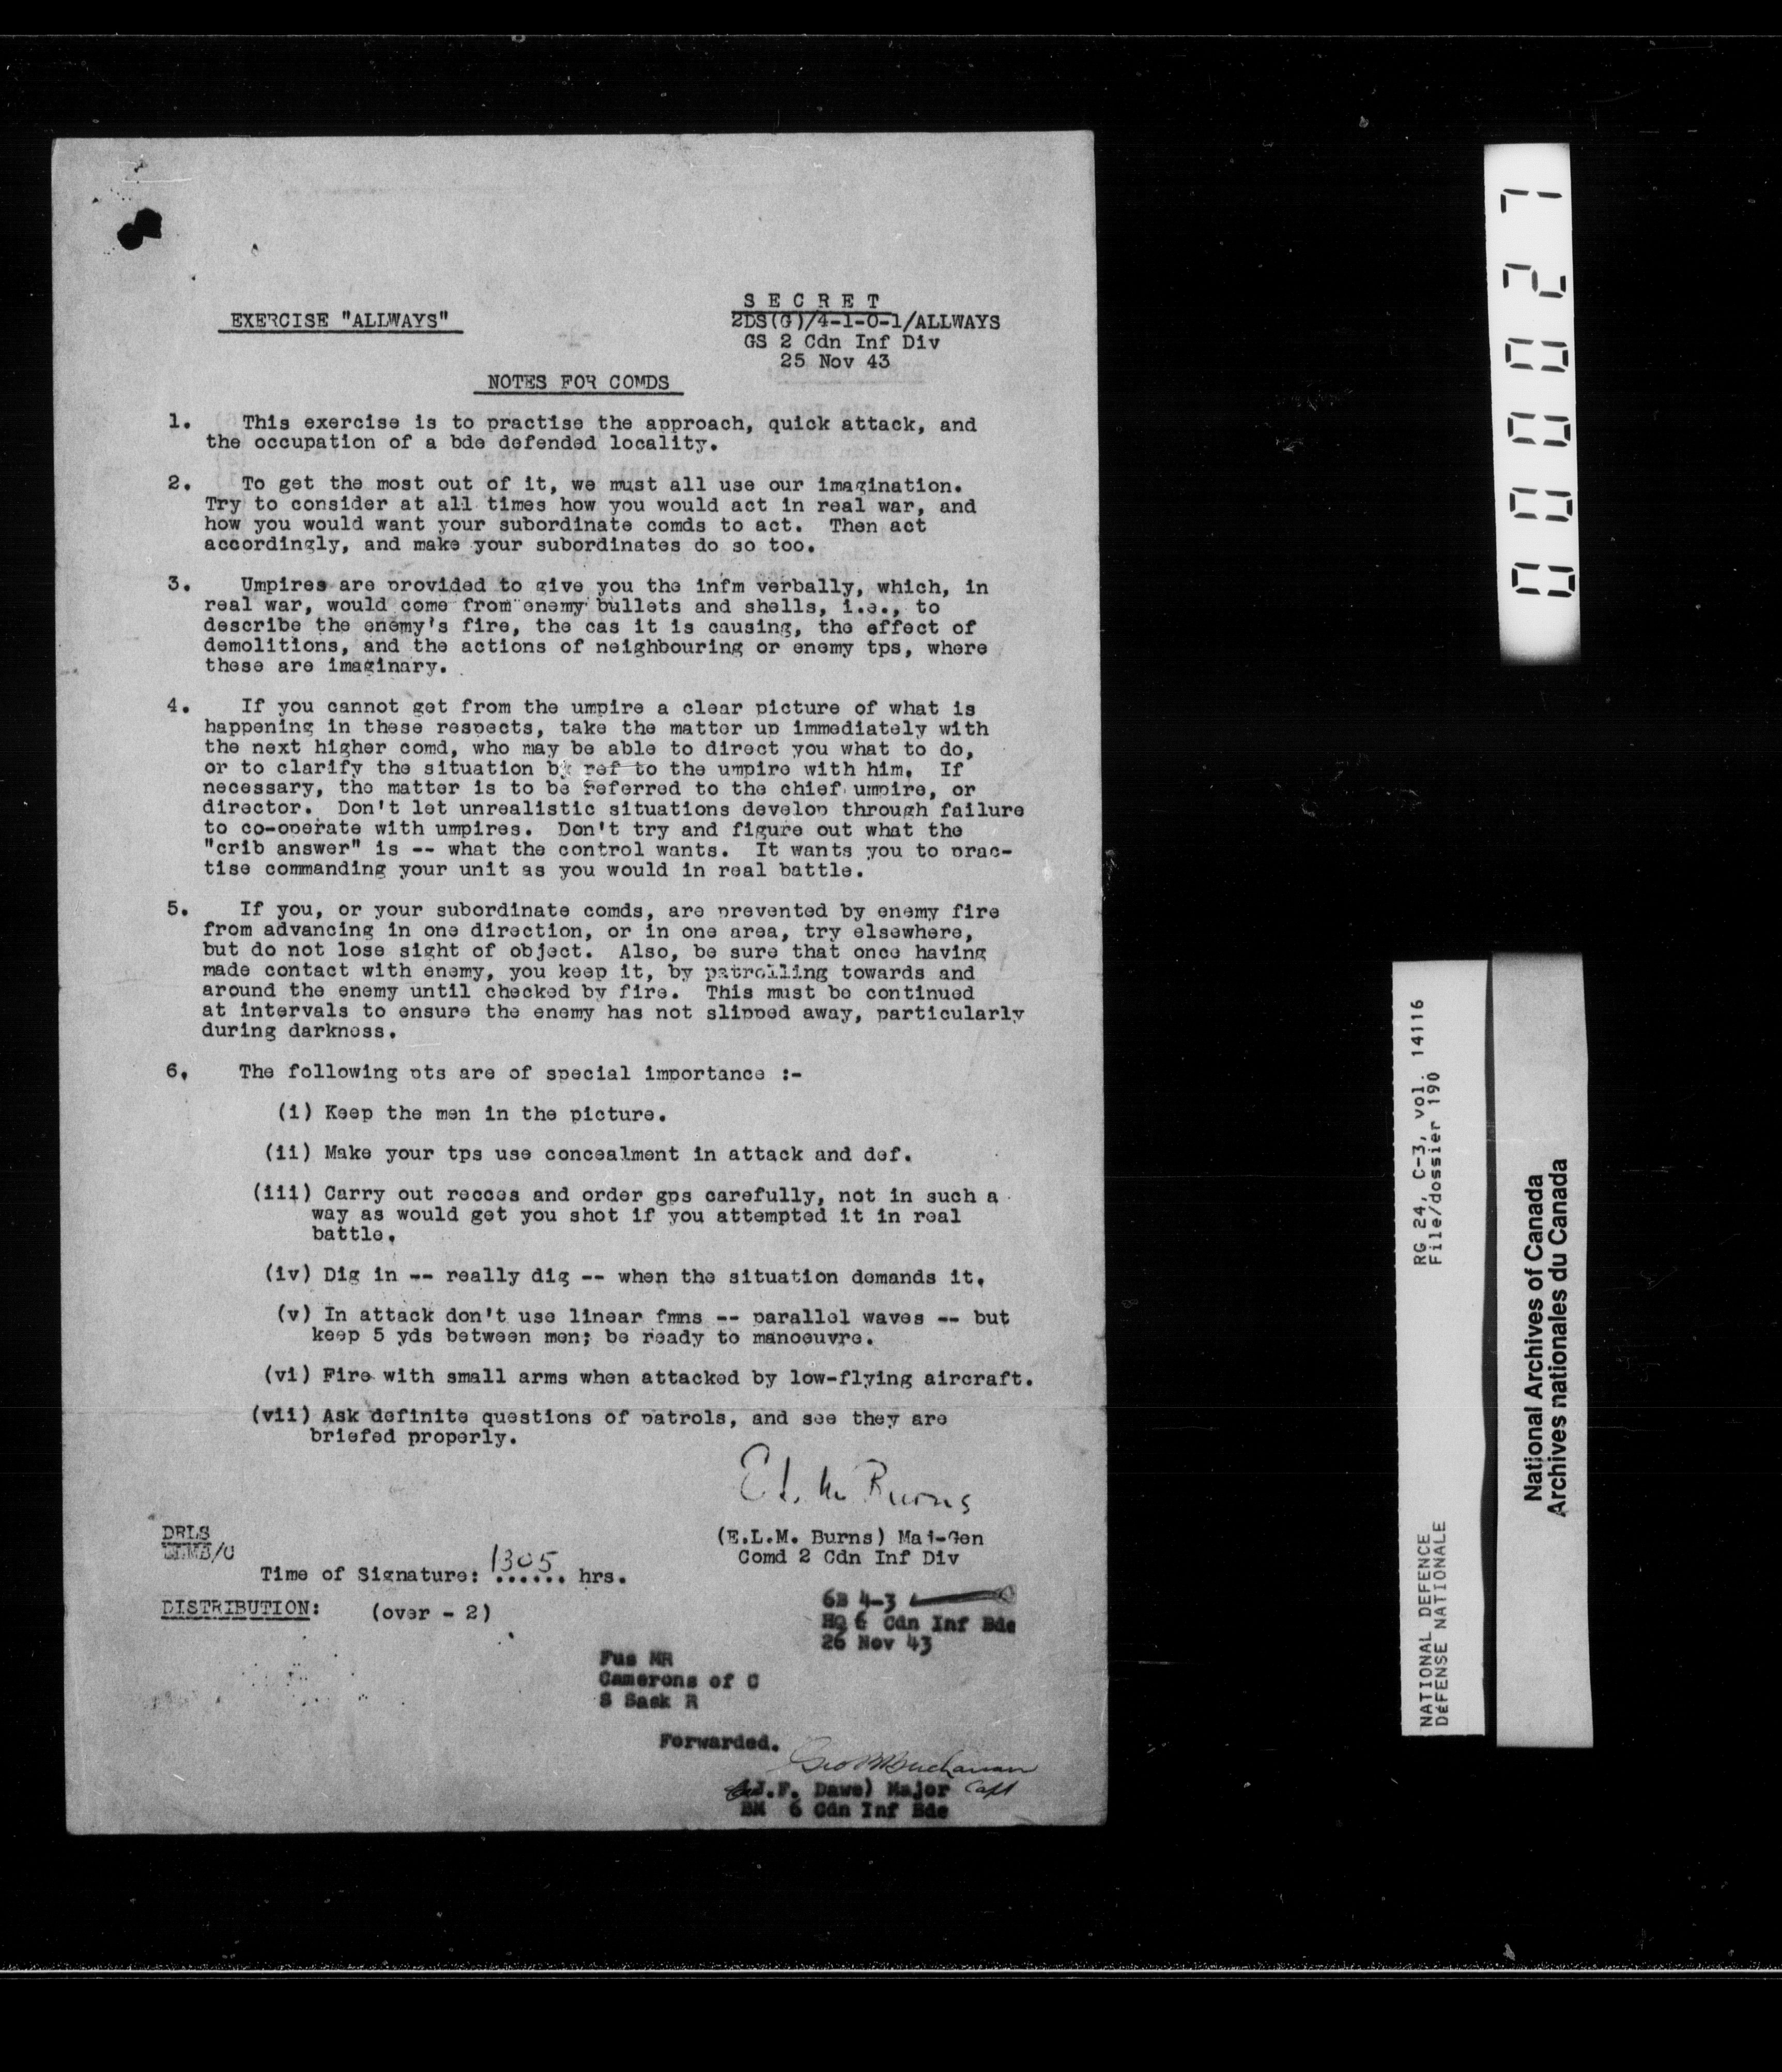 S E C R E T
EXERCISE "ALLWAYS"
2DS(G)/4-1-0-1/ALLWAYS
GS 2 Cdn Inf Div
25 Nov 43
NOTES FOR COMDS
1. This exercise is to practise the approach, quick attack, and
the occupation of a bde defended locality.
2. To get the most out of it, we must all use our imagination.
Try to consider at all times how you would act in real war, and
how you would want your subordinate comds to act. Then act
accordingly, and make your subordinates do so too.
3. Umpires are provided to give you the infm verbally, which, in
real war, would come from enemy bullets and shells, i.e., to
describe the enemy's fire, the cas it is causing, the effect of
demolitions, and the actions of neighbouring or enemy tps, where
these are imaginary.
4. If you cannot get from the umpire a clear picture of what is
happening in these respects, take the matter up immediately with
the next higher comd, who may be able to direct you what to do,
or to clarify the situation by ref to the umpire with him. If
necessary, the matter is to be referred to the chief umpire, or
director. Don't let unrealistic situations develop through failure
to co-operate with umpires. Don't try and figure out what the
"crib answer" is -- what the control wants. It wants you to prac-
tise commanding your unit as you would in real battle.
5. If you, or your subordinate comds, are prevented by enemy fire
from advancing in one direction, or in one area, try elsewhere,
but do not lose sight of object. Also, be sure that once having
made contact with enemy, you keep it, by patrolling towards and
around the enemy until checked by fire. This must be continued
at intervals to ensure the enemy has not slipped away, particularly
during darkness.
6. The following pts are of special importance :-
(i) Keep the men in the picture.
(ii) Make your tps use concealment in attack and def.
(iii) Carry out recces and order gps carefully, not in such a
way as would get you shot if you attempted it in real
battle.
(iv) Dig in -- really dig -- when the situation demands it.
(v) In attack don't use linear fmns -- parallel waves -- but
keep 5 yds between men; be ready to manoeuvre.
(vi) Fire with small arms when attacked by low-flying aircraft.
(vii) Ask definite questions of patrols, and see they are
briefed properly.
E.L.M. Burns
(E.L.M. Burns) Maj-Gen
Comd 2 Cdn Inf Div
DRLS
ELMB/G
Time of Signature: 1305 hrs.
DISTRIBUTION: (over - 2)
6B 4-3
HQ 6 Cdn Inf Bde
26 Nov 43
Fus MR
Camerons of C
S Sask R
Forwarded.
Geo M Buchanan Capt
(J.F. Dawe) Major
BM 6 Cdn Inf Bde
000027
RG 24, C-3, vol. 14116
File/dossier 190
NATIONAL DEFENCE
DéFENSE NATIONALE
National Archives of Canada
Archives nationales du Canada